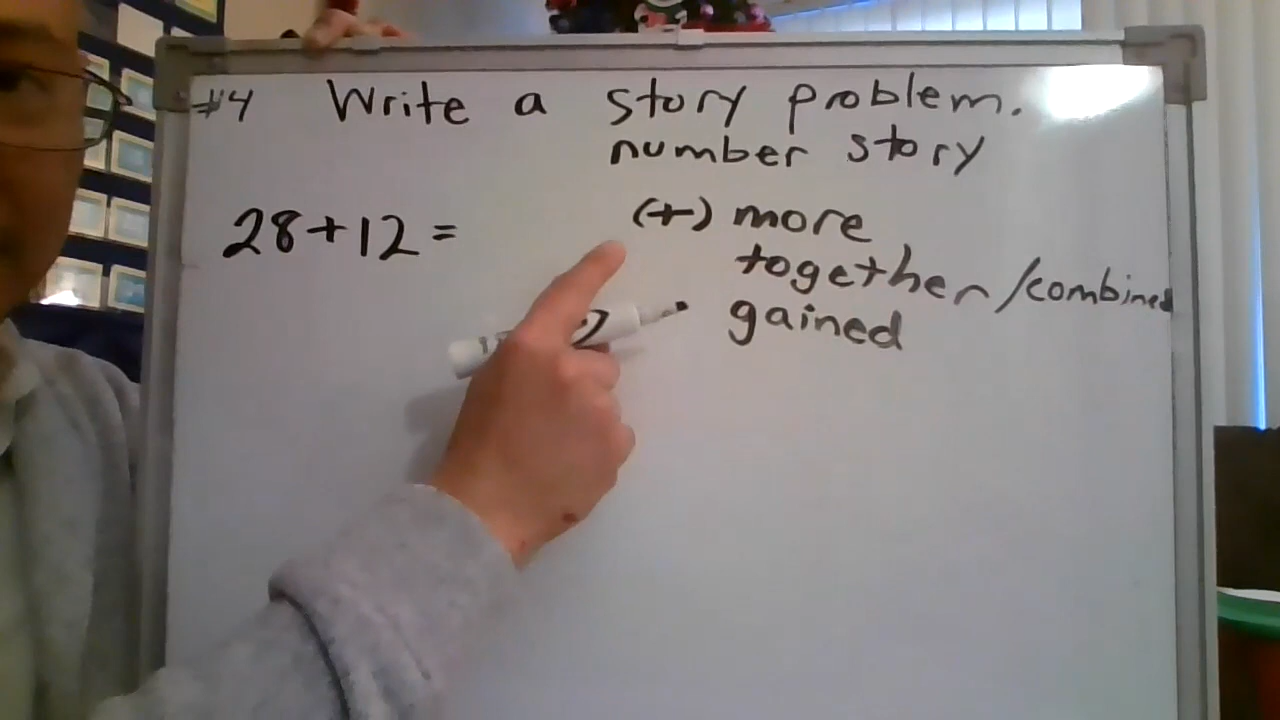 #4 Write a story problem.
number story
28+12=
(+) more
together/combined
gained